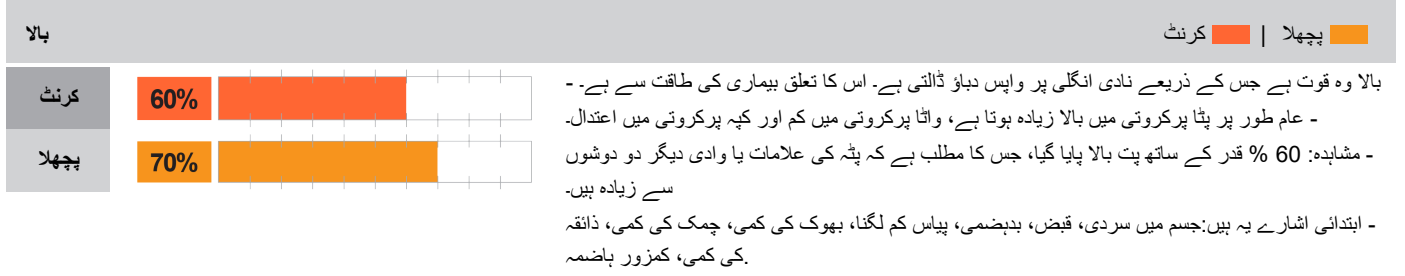 بالا
پچھلا | کرنٹ
کرنٹ 60%
پچھلا 70%
بالا وہ قوت ہے جس کے ذریعے نادی انگلی پر واپس دباؤ ڈالتی ہے۔ اس کا تعلق بیماری کی طاقت سے ہے۔ -
- عام طور پر پٹا پرکروتی میں بالا زیادہ ہوتا ہے، واٹا پرکروتی میں کم اور کپہ پرکروتی میں اعتدال۔
- مشاہدہ: 60 % قدر کے ساتھ پت بالا پایا گیا، جس کا مطلب ہے کہ پٹہ کی علامات یا وادی دیگر دو دوشوں
سے زیادہ ہیں۔
- ابتدائی اشارے یہ ہیں:جسم میں سردی، قبض، بدہضمی، پیاس کم لگنا، بھوک کی کمی، چمک کی کمی، ذائقہ
کی کمی، کمزور ہاضمہ.